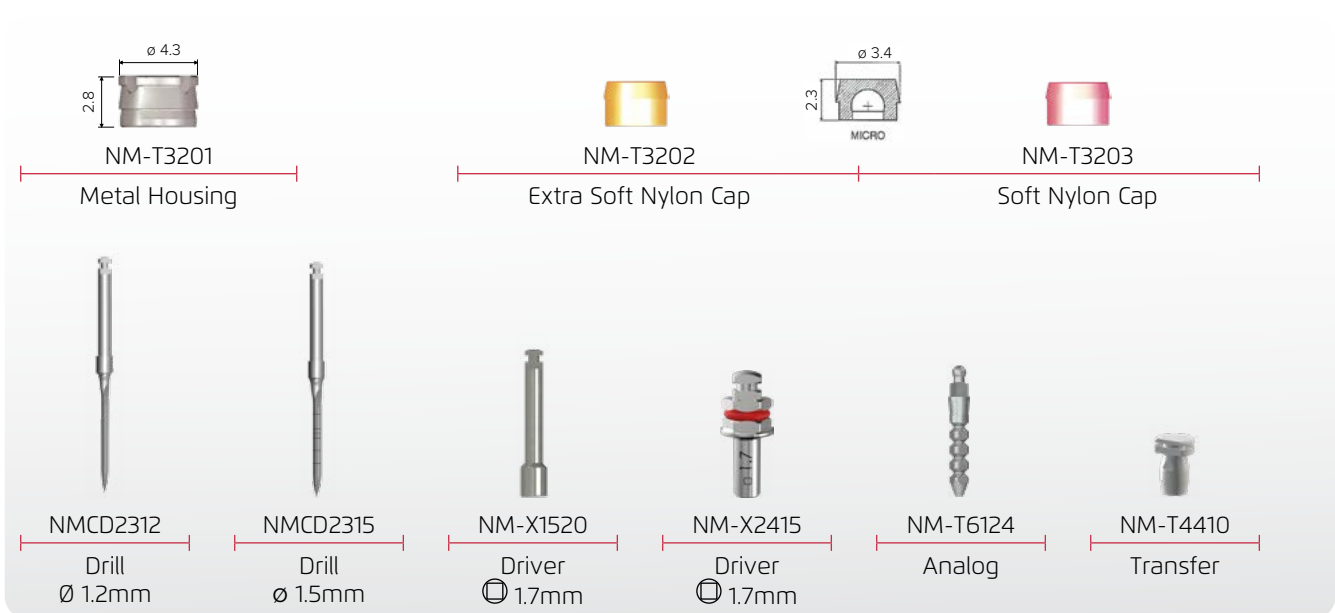 ø 4.3
2.8
ø 3.4
2.3
MICRO
NM-T3201
NM-T3202
NM-T3203
Metal Housing
Extra Soft Nylon Cap
Soft Nylon Cap
1.7
NMCD2312
NMCD2315
NM-X1520
NM-X2415
NM-T6124
NM-T4410
Drill
Drill
Driver
Driver
Analog
Transfer
Ø 1.2mm
ø 1.5mm
1.7mm
1.7mm